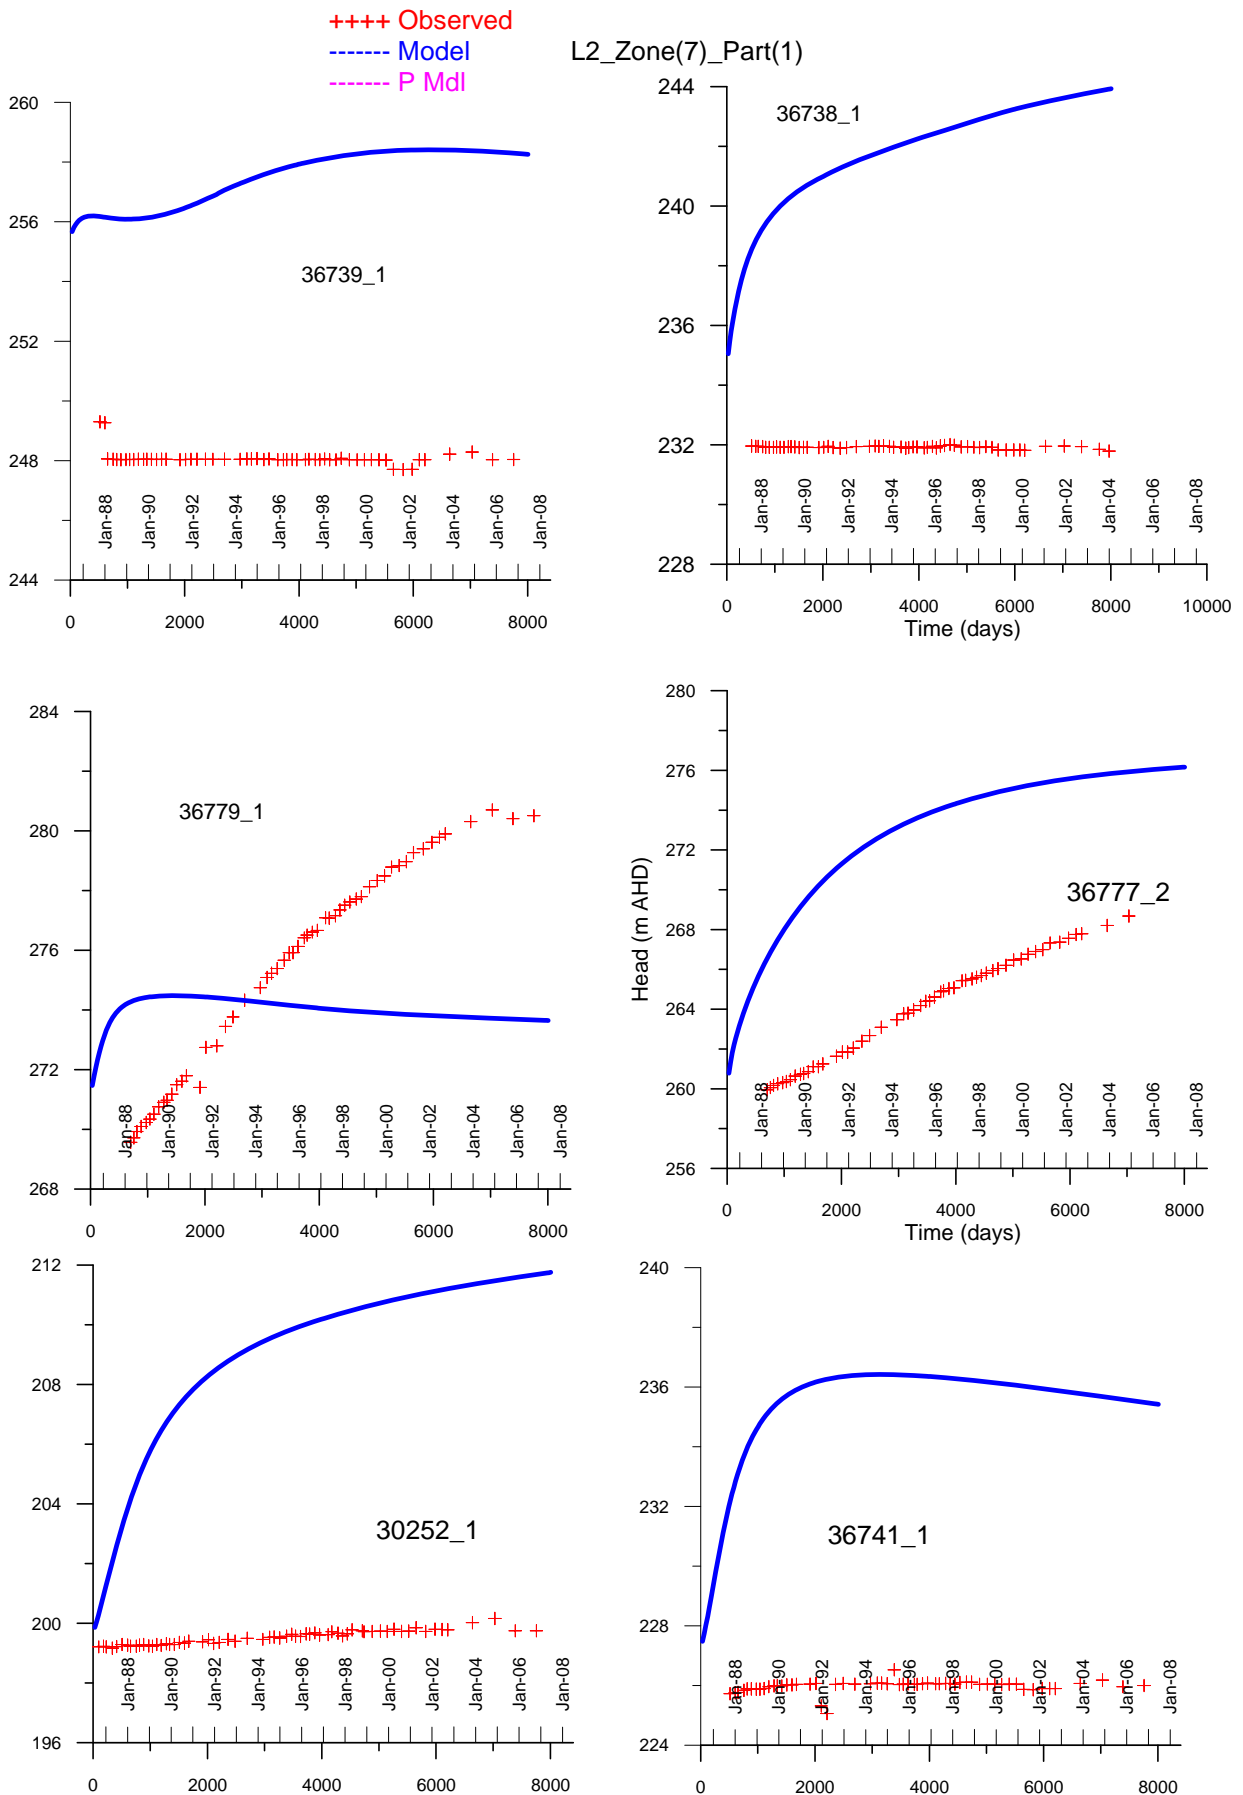 ++++ Observed
------- Model
------- P Mdl
L2_Zone(7)_Part(1)
260
256
252
248
244
36739_1
Jan-88 Jan-90 Jan-92 Jan-94 Jan-96 Jan-98 Jan-00 Jan-02 Jan-04 Jan-06 Jan-08
0 2000 4000 6000 8000
244
240
236
232
228
36738_1
Jan-88 Jan-90 Jan-92 Jan-94 Jan-96 Jan-98 Jan-00 Jan-02 Jan-04 Jan-06 Jan-08
0 2000 4000 6000 8000 10000
Time (days)
284
280
276
272
268
36779_1
Jan-88 Jan-90 Jan-92 Jan-94 Jan-96 Jan-98 Jan-00 Jan-02 Jan-04 Jan-06 Jan-08
0 2000 4000 6000 8000
Head (m AHD)
280
276
272
268
264
260
256
36777_2
Jan-88 Jan-90 Jan-92 Jan-94 Jan-96 Jan-98 Jan-00 Jan-02 Jan-04 Jan-06 Jan-08
0 2000 4000 6000 8000
Time (days)
212
208
204
200
196
30252_1
Jan-88 Jan-90 Jan-92 Jan-94 Jan-96 Jan-98 Jan-00 Jan-02 Jan-04 Jan-06 Jan-08
0 2000 4000 6000 8000
240
236
232
228
224
36741_1
Jan-88 Jan-90 Jan-92 Jan-94 Jan-96 Jan-98 Jan-00 Jan-02 Jan-04 Jan-06 Jan-08
0 2000 4000 6000 8000